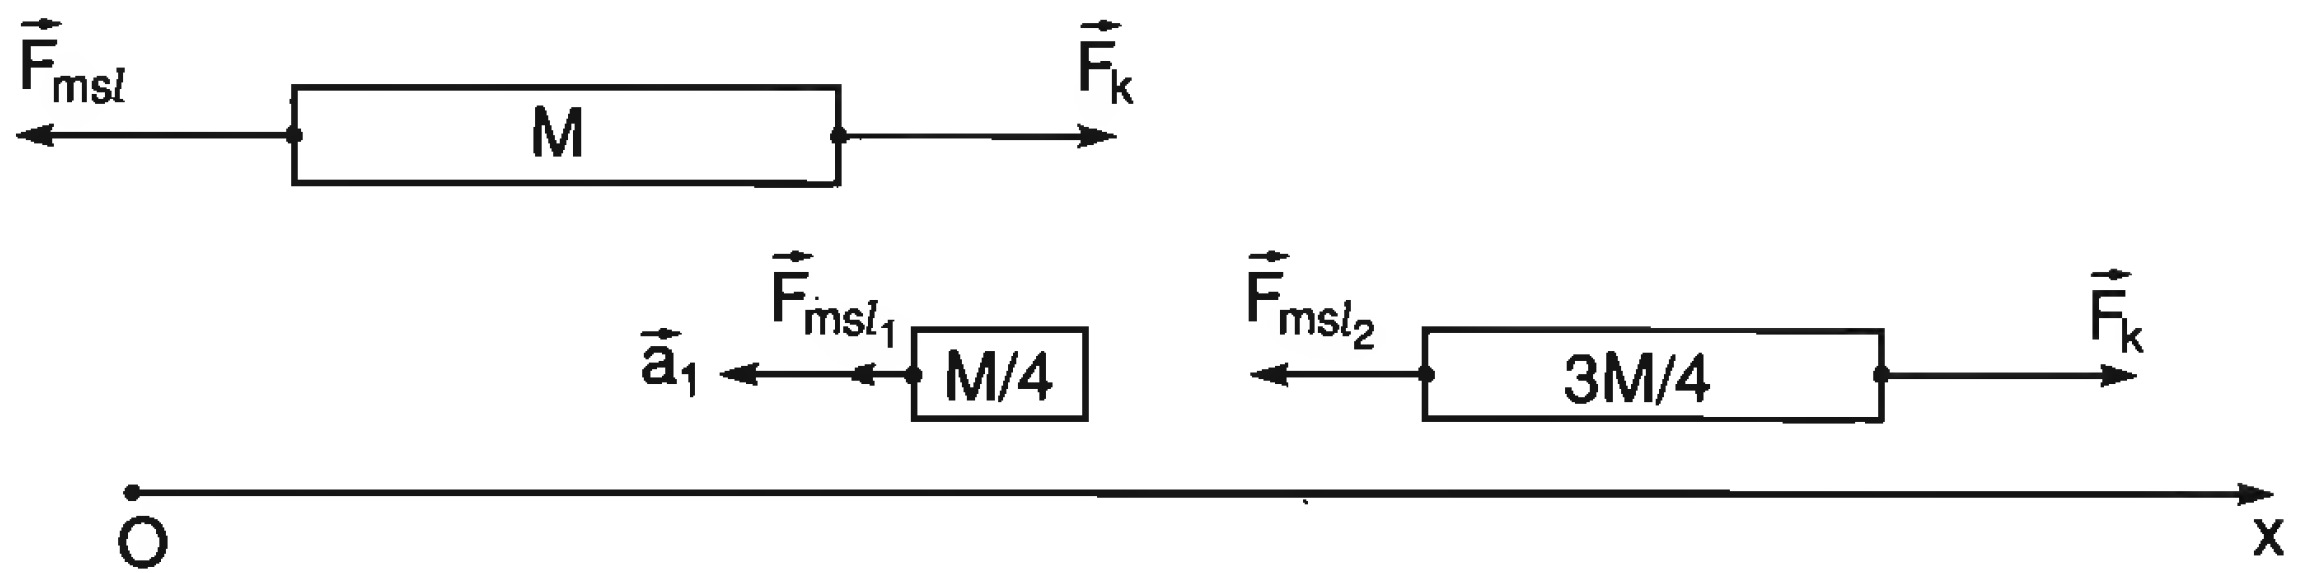 F⃗msl F⃗k
M
F⃗msl₁ F⃗msl₂ F⃗k
a⃗₁ M/4 3M/4
O x